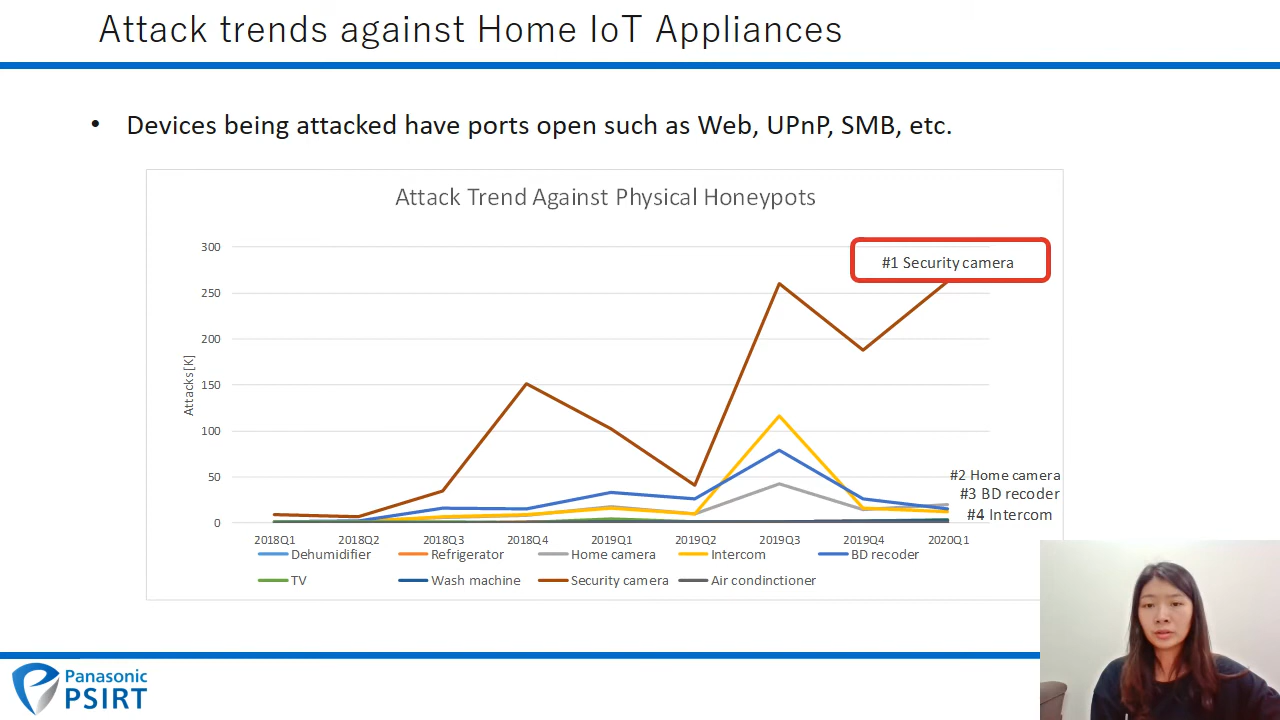 Attack trends against Home IoT Appliances
• Devices being attacked have ports open such as Web, UPnP, SMB, etc.
Attack Trend Against Physical Honeypots
300
250
200
150
100
50
0
Attacks[K]
#1 Security camera
#2 Home camera
#3 BD recoder
#4 Intercom
2018Q1 2018Q2 2018Q3 2018Q4 2019Q1 2019Q2 2019Q3 2019Q4 2020Q1
Dehumidifier Refrigerator Home camera Intercom BD recoder
TV Wash machine Security camera Air condinctioner
Panasonic
PSIRT